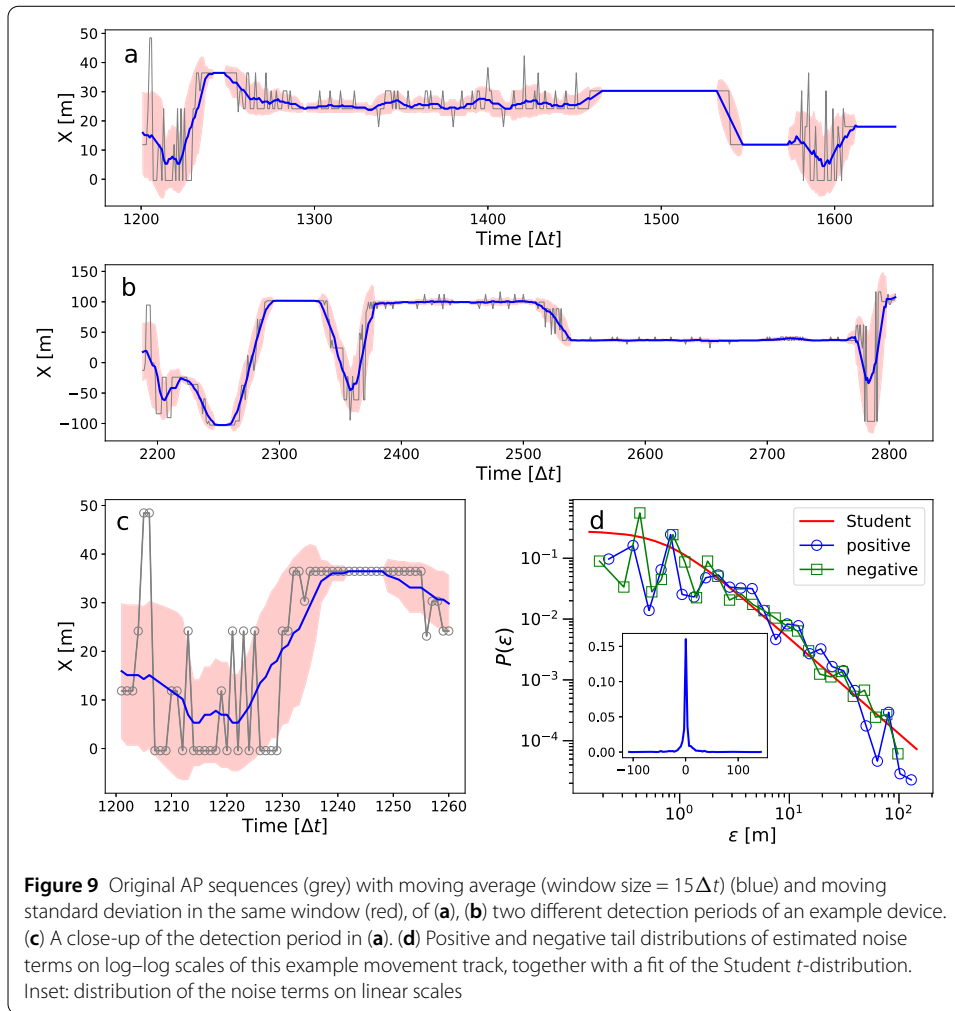 a
X [m]
50
40
30
20
10
0
1200 1300 1400 1500 1600
Time [Δt]
b
X [m]
150
100
50
0
−50
−100
2200 2300 2400 2500 2600 2700 2800
Time [Δt]
c
X [m]
50
40
30
20
10
0
1200 1210 1220 1230 1240 1250 1260
Time [Δt]
d
P(ε)
10⁻¹
10⁻²
10⁻³
10⁻⁴
Student
positive
negative
0.15
0.10
0.05
0.00
−100 0 100
10⁰ 10¹ 10²
ε [m]
Figure 9 Original AP sequences (grey) with moving average (window size = 15Δt) (blue) and moving
standard deviation in the same window (red), of (a), (b) two different detection periods of an example device.
(c) A close-up of the detection period in (a). (d) Positive and negative tail distributions of estimated noise
terms on log–log scales of this example movement track, together with a fit of the Student t-distribution.
Inset: distribution of the noise terms on linear scales